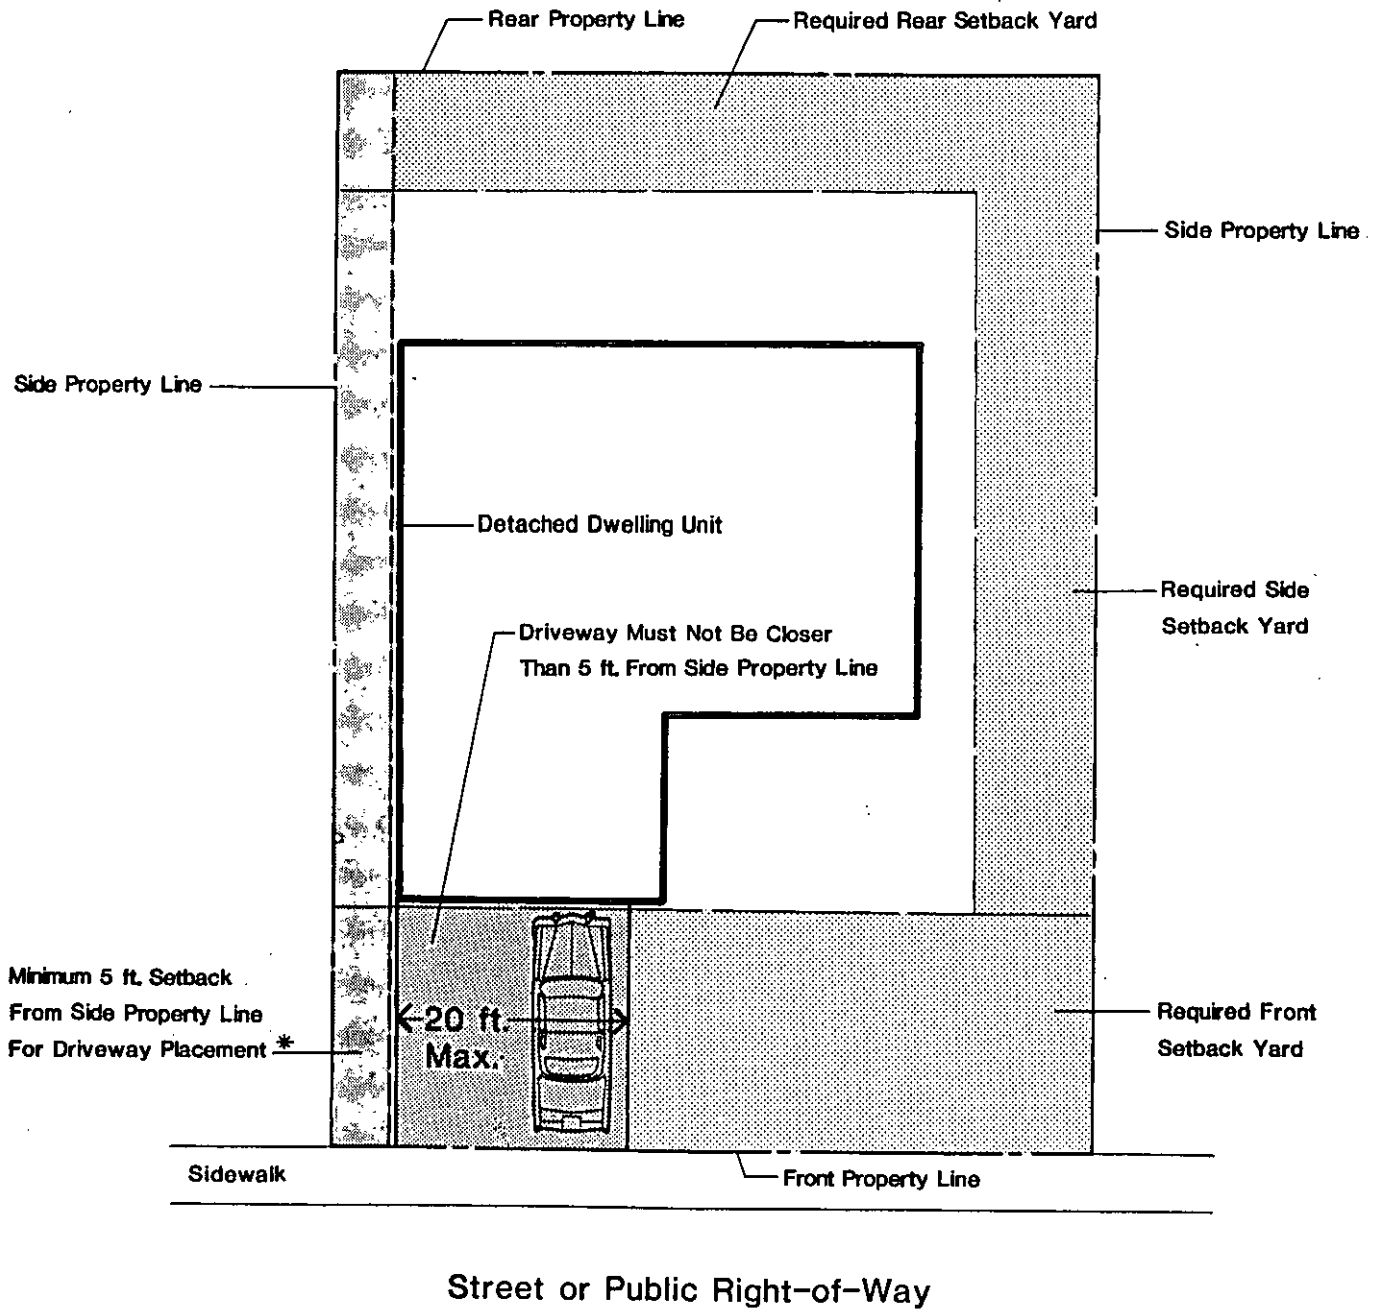 Rear Property Line
Required Rear Setback Yard
Side Property Line
Side Property Line
Detached Dwelling Unit
Required Side
Setback Yard
Driveway Must Not Be Closer
Than 5 ft. From Side Property Line
Minimum 5 ft. Setback
From Side Property Line
For Driveway Placement *
20 ft.
Max.
Required Front
Setback Yard
Sidewalk
Front Property Line
Street or Public Right-of-Way